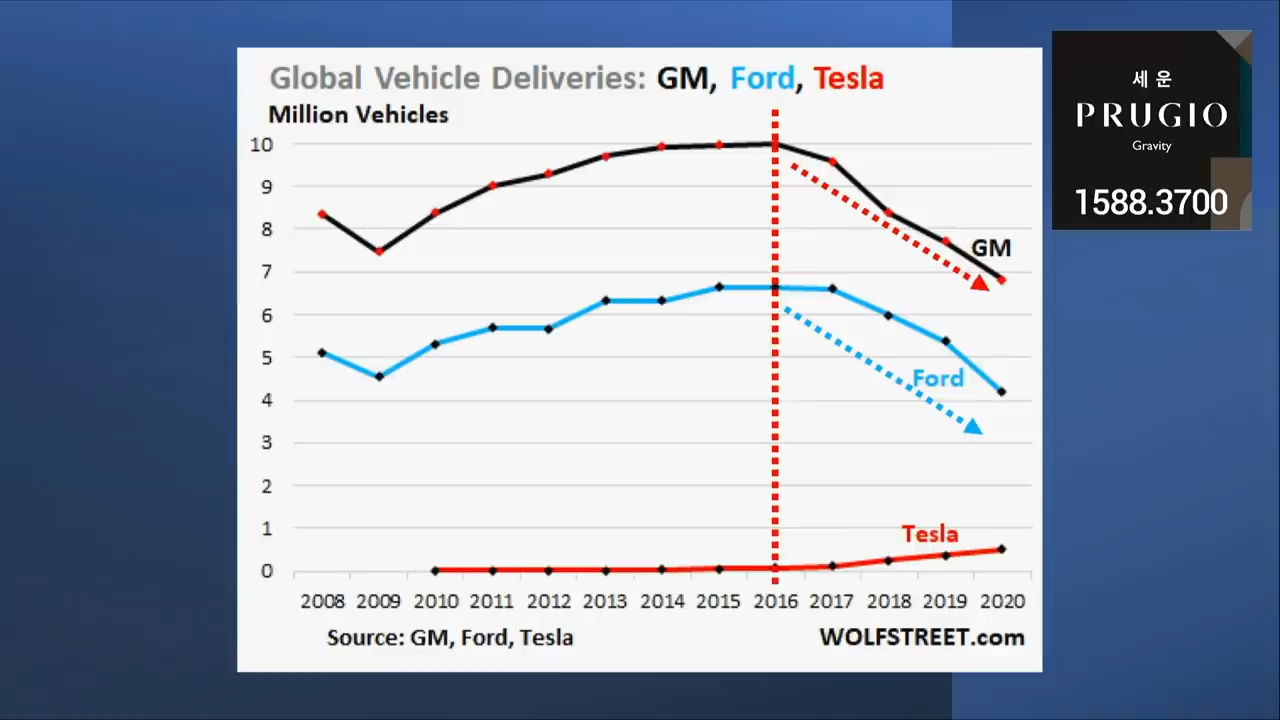 Global Vehicle Deliveries: GM, Ford, Tesla
Million Vehicles
10
9
8
7
6
5
4
3
2
1
0
GM
Ford
Tesla
2008 2009 2010 2011 2012 2013 2014 2015 2016 2017 2018 2019 2020
Source: GM, Ford, Tesla
WOLFSTREET.com
세운
PRUGIO
Gravity
1588.3700